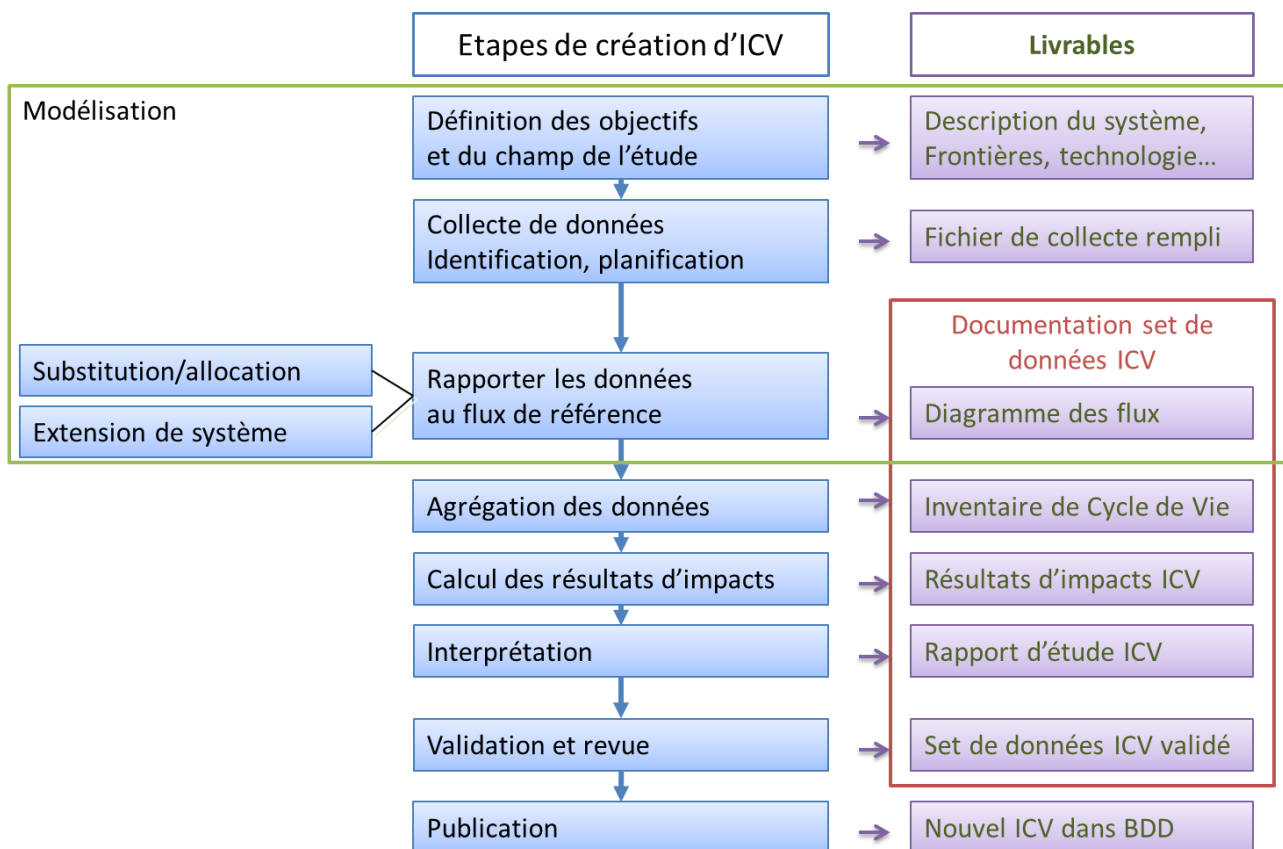 Etapes de création d’ICV
Livrables
Modélisation
Définition des objectifs
et du champ de l’étude
Description du système,
Frontières, technologie…
Collecte de données
Identification, planification
Fichier de collecte rempli
Documentation set de
données ICV
Substitution/allocation
Extension de système
Rapporter les données
au flux de référence
Diagramme des flux
Agrégation des données
Inventaire de Cycle de Vie
Calcul des résultats d’impacts
Résultats d’impacts ICV
Interprétation
Rapport d’étude ICV
Validation et revue
Set de données ICV validé
Publication
Nouvel ICV dans BDD